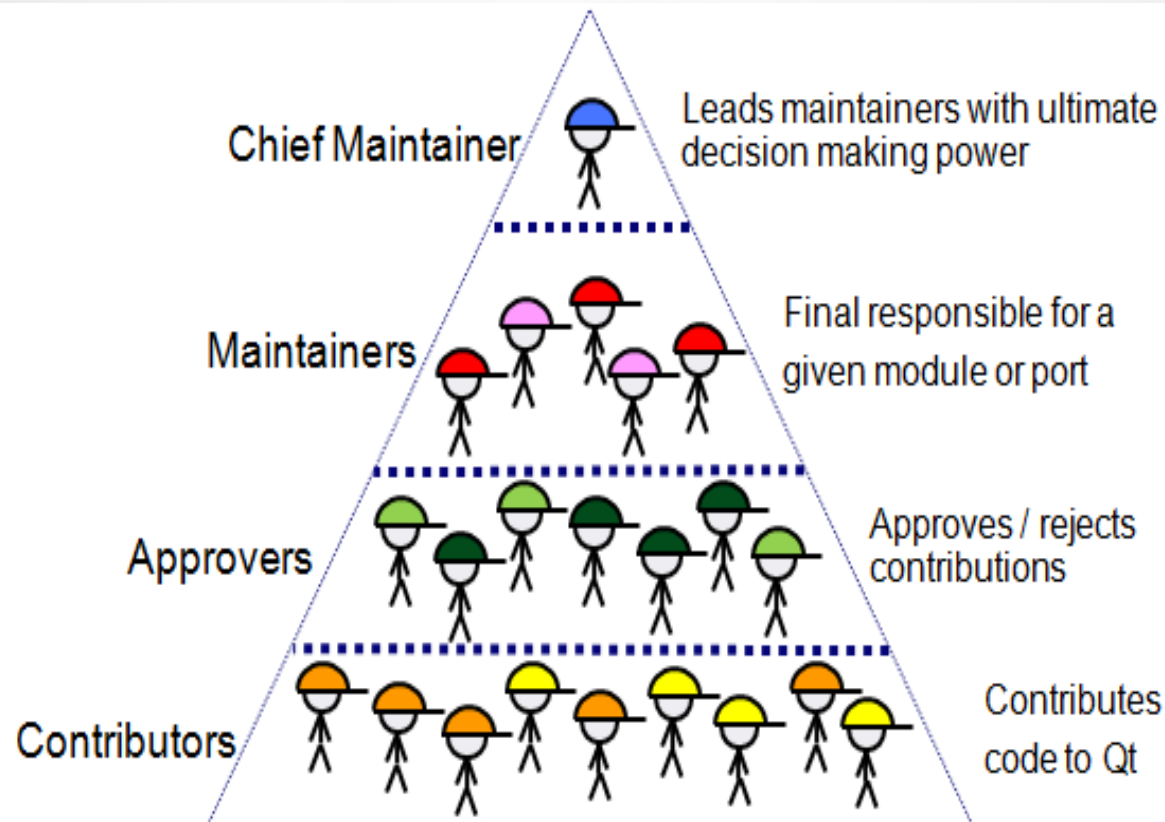 Chief Maintainer
Leads maintainers with ultimate
decision making power
Maintainers
Final responsible for a
given module or port
Approvers
Approves / rejects
contributions
Contributors
Contributes
code to Qt